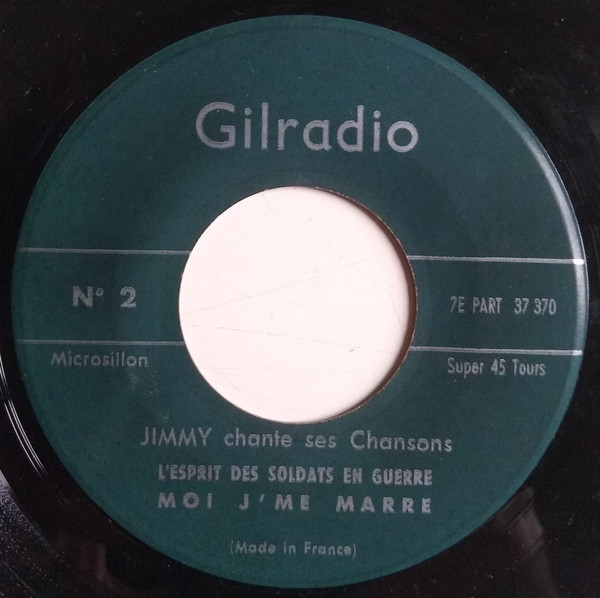 Gilradio
N° 2
7E PART 37 370
Microsillon
Super 45 Tours
JIMMY chante ses Chansons
L'ESPRIT DES SOLDATS EN GUERRE
MOI J'ME MARRE
(Made in France)